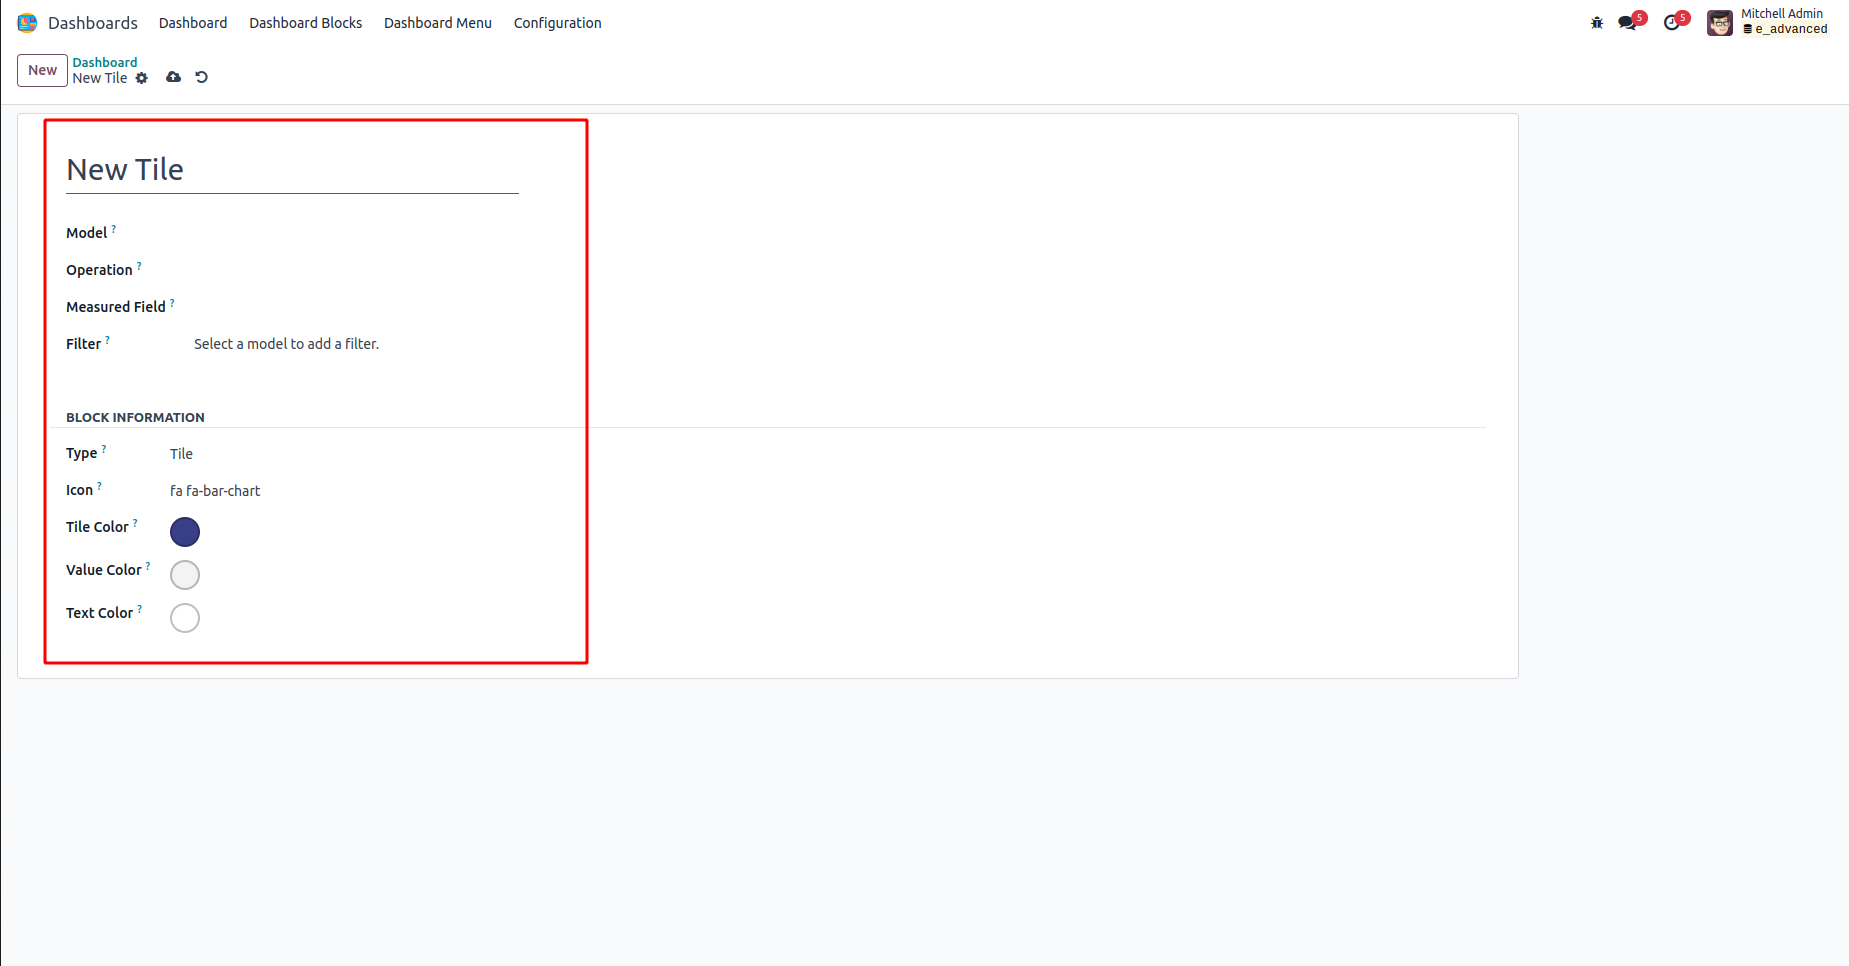 Dashboards Dashboard Dashboard Blocks Dashboard Menu Configuration 5 5 Mitchell Admin
e_advanced
New Dashboard
New Tile
New Tile
Model ?
Operation ?
Measured Field ?
Filter ? Select a model to add a filter.
BLOCK INFORMATION
Type ? Tile
Icon ? fa fa-bar-chart
Tile Color ?
Value Color ?
Text Color ?